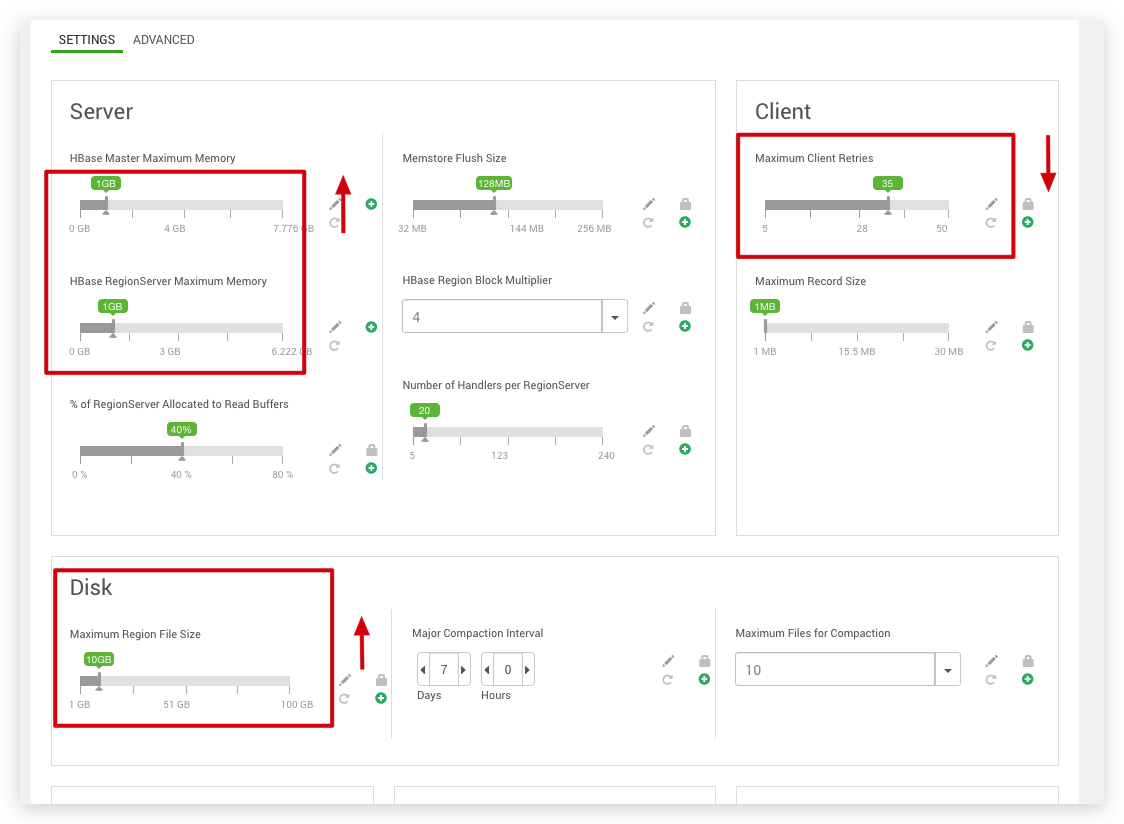 SETTINGS
ADVANCED
Server
HBase Master Maximum Memory
1GB
0 GB
4 GB
7.776 GB
HBase RegionServer Maximum Memory
1GB
0 GB
3 GB
6.222 GB
% of RegionServer Allocated to Read Buffers
40%
0 %
40 %
80 %
Memstore Flush Size
128MB
32 MB
144 MB
256 MB
HBase Region Block Multiplier
4
Number of Handlers per RegionServer
20
5
123
240
Client
Maximum Client Retries
35
5
28
50
Maximum Record Size
1MB
1 MB
15.5 MB
30 MB
Disk
Maximum Region File Size
10GB
1 GB
51 GB
100 GB
Major Compaction Interval
7
0
Days
Hours
Maximum Files for Compaction
10